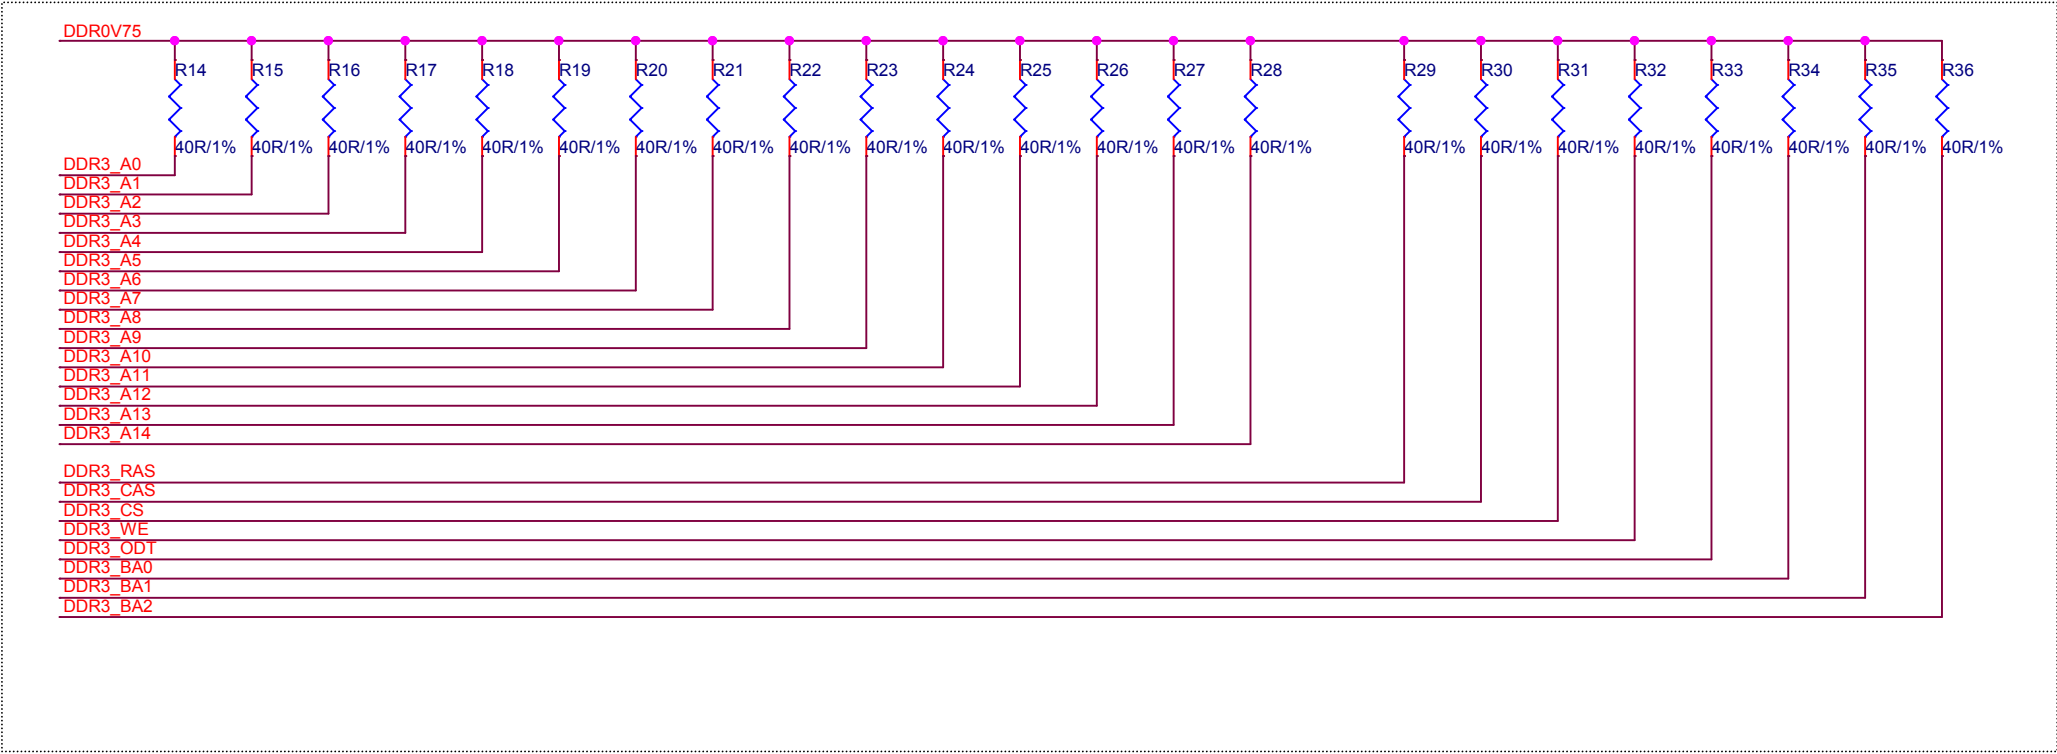 DDR0V75
R14 R15 R16 R17 R18 R19 R20 R21 R22 R23 R24 R25 R26 R27 R28 R29 R30 R31 R32 R33 R34 R35 R36
40R/1% 40R/1% 40R/1% 40R/1% 40R/1% 40R/1% 40R/1% 40R/1% 40R/1% 40R/1% 40R/1% 40R/1% 40R/1% 40R/1% 40R/1% 40R/1% 40R/1% 40R/1% 40R/1% 40R/1% 40R/1% 40R/1% 40R/1%
DDR3_A0
DDR3_A1
DDR3_A2
DDR3_A3
DDR3_A4
DDR3_A5
DDR3_A6
DDR3_A7
DDR3_A8
DDR3_A9
DDR3_A10
DDR3_A11
DDR3_A12
DDR3_A13
DDR3_A14
DDR3_RAS
DDR3_CAS
DDR3_CS
DDR3_WE
DDR3_ODT
DDR3_BA0
DDR3_BA1
DDR3_BA2